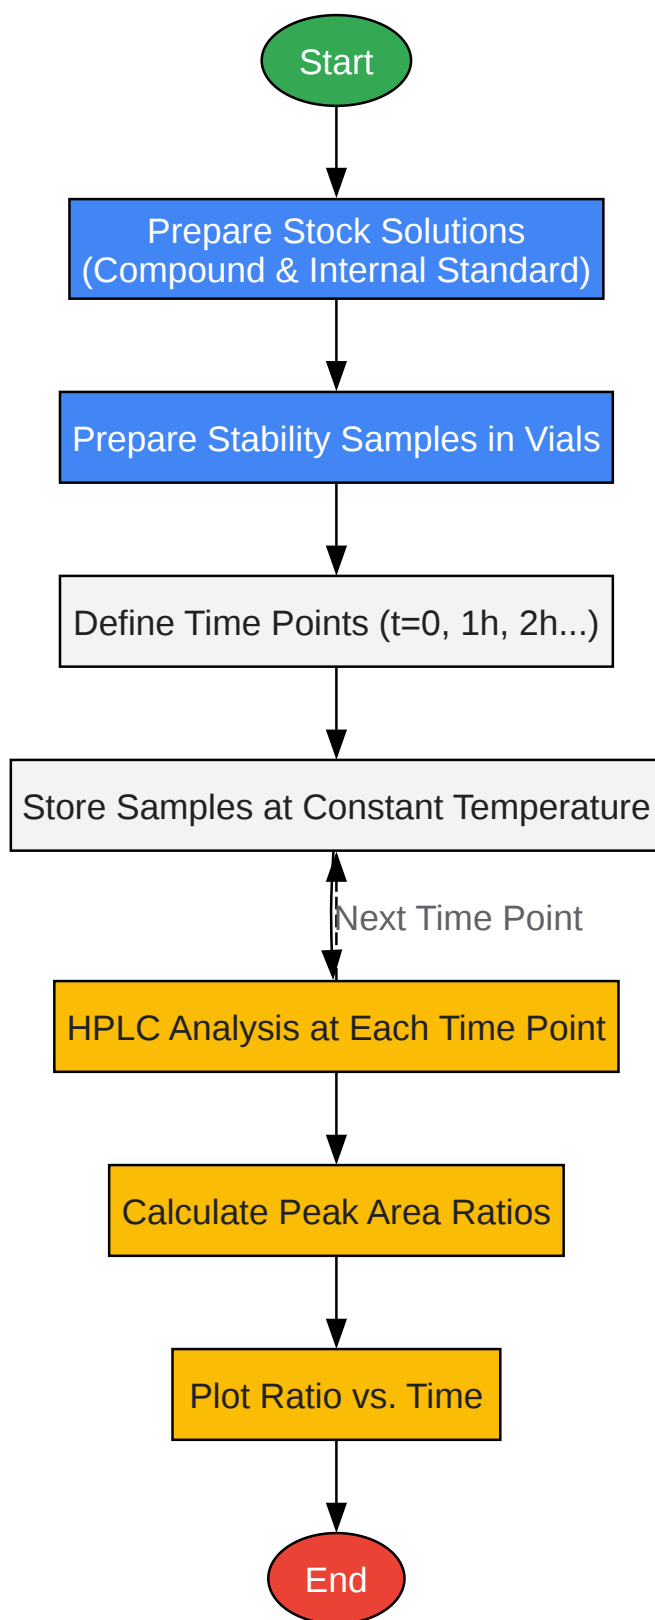 Start
Prepare Stock Solutions
(Compound & Internal Standard)
Prepare Stability Samples in Vials
Define Time Points (t=0, 1h, 2h...)
Store Samples at Constant Temperature
Next Time Point
HPLC Analysis at Each Time Point
Calculate Peak Area Ratios
Plot Ratio vs. Time
End